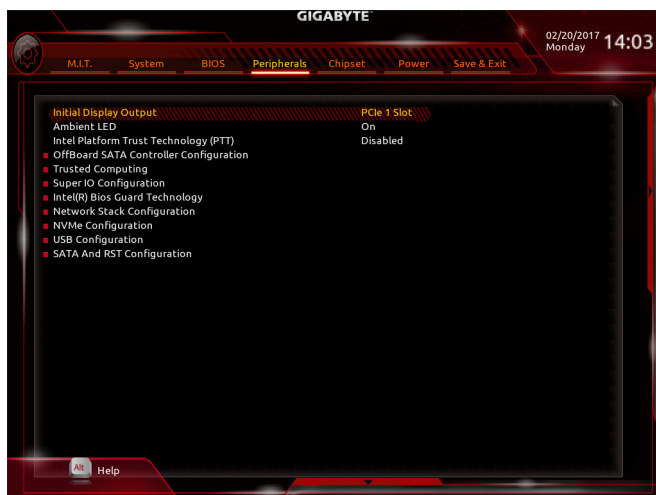 GIGABYTE™
02/20/2017
Monday
14:03
M.I.T. System BIOS Peripherals Chipset Power Save & Exit
Initial Display Output PCIe 1 Slot
Ambient LED On
Intel Platform Trust Technology (PTT) Disabled
OffBoard SATA Controller Configuration
Trusted Computing
Super IO Configuration
Intel(R) Bios Guard Technology
Network Stack Configuration
NVMe Configuration
USB Configuration
SATA And RST Configuration
Alt Help